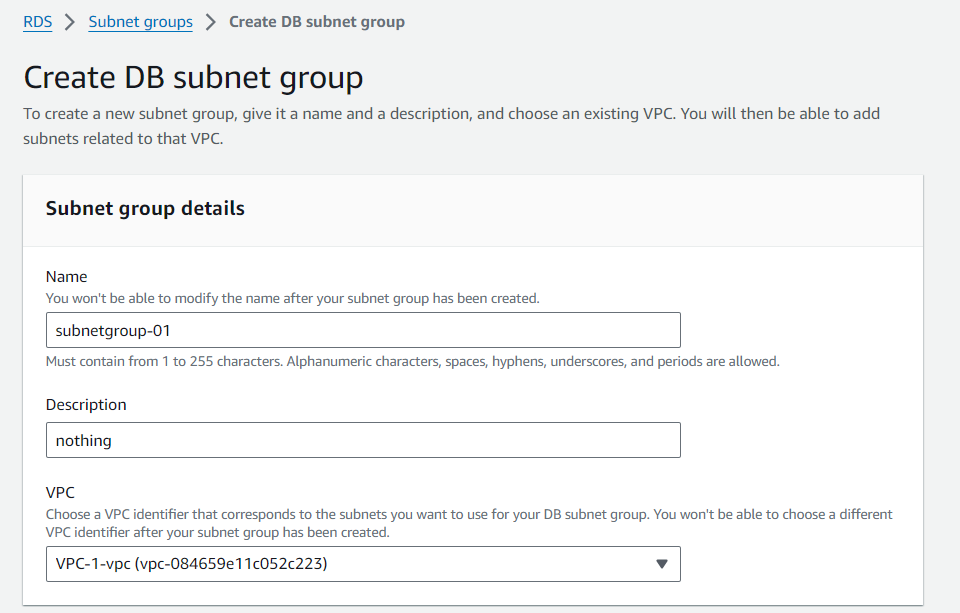 RDS > Subnet groups > Create DB subnet group
Create DB subnet group
To create a new subnet group, give it a name and a description, and choose an existing VPC. You will then be able to add
subnets related to that VPC.
Subnet group details
Name
You won't be able to modify the name after your subnet group has been created.
subnetgroup-01
Must contain from 1 to 255 characters. Alphanumeric characters, spaces, hyphens, underscores, and periods are allowed.
Description
nothing
VPC
Choose a VPC identifier that corresponds to the subnets you want to use for your DB subnet group. You won't be able to choose a different
VPC identifier after your subnet group has been created.
VPC-1-vpc (vpc-084659e11c052c223)